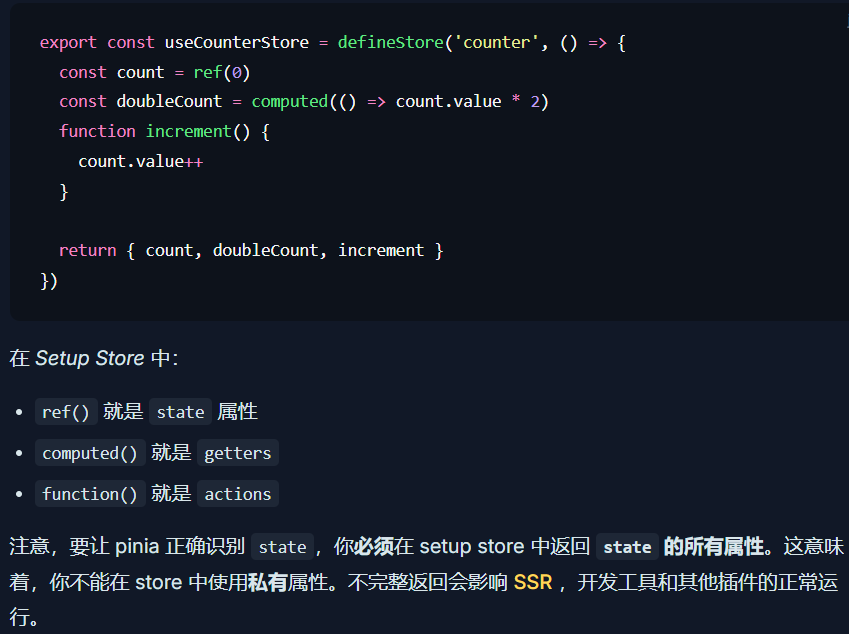 export const useCounterStore = defineStore('counter', () => {
  const count = ref(0)
  const doubleCount = computed(() => count.value * 2)
  function increment() {
    count.value++
  }

  return { count, doubleCount, increment }
})
在 Setup Store 中：
• ref() 就是 state 属性
• computed() 就是 getters
• function() 就是 actions
注意，要让 pinia 正确识别 state，你必须在 setup store 中返回 state 的所有属性。这意味
着，你不能在 store 中使用私有属性。不完整返回会影响 SSR ，开发工具和其他插件的正常运
行。